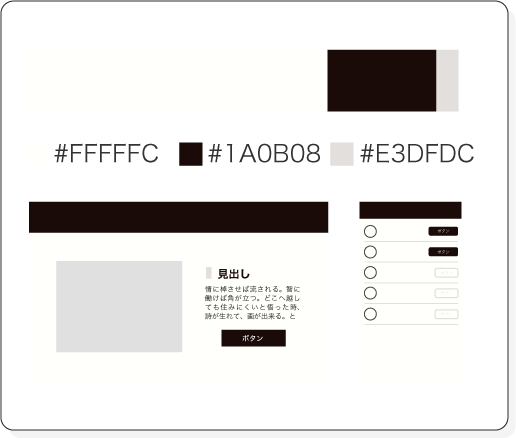 #FFFFFC
#1A0B08
#E3DFDC
見出し
情に棹させば流される。智に
働けば角が立つ。どこへ越し
ても住みにくいと悟った時、
詩が生れて、画が出来る。と
ボタン
ボタン
ボタン